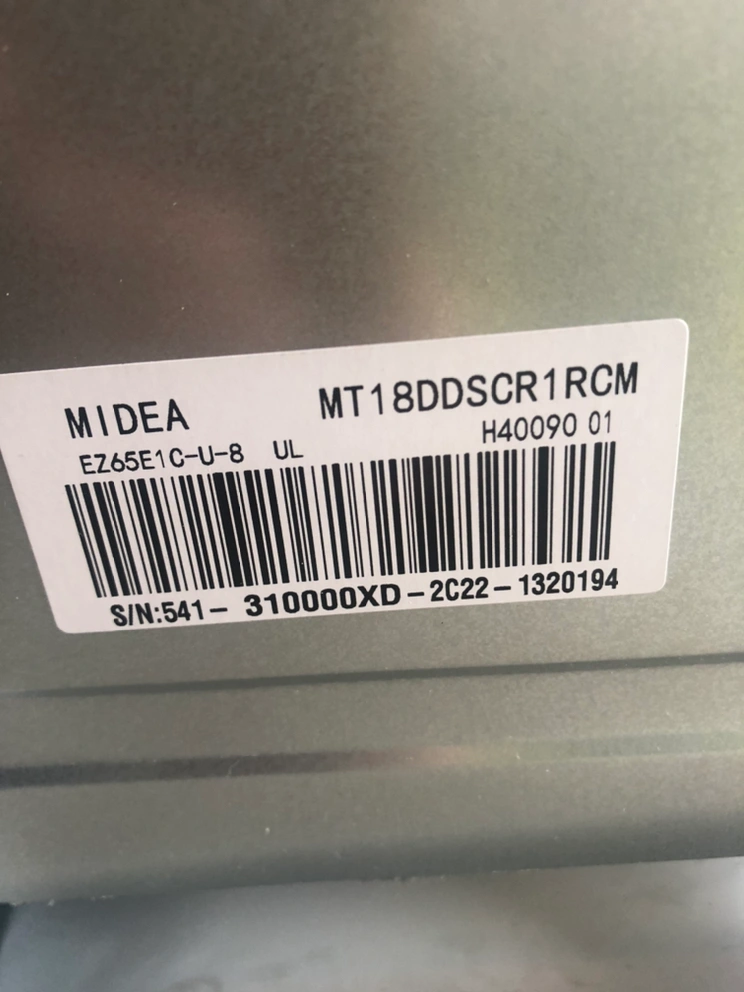 MIDEA MT18DDSCR1RCM
EZ65E1C-U-8 UL H40090 01
S/N:541- 310000XD-2C22-1320194